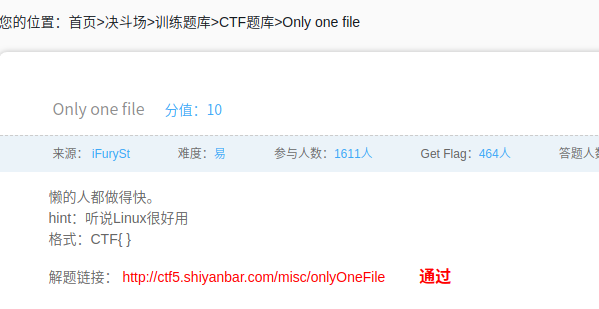 您的位置：首页>决斗场>训练题库>CTF题库>Only one file
Only one file 分值：10
来源： iFurySt 难度：易 参与人数：1611人 Get Flag：464人 答题人数
懒的人都做得快。
hint：听说Linux很好用
格式：CTF{ }
解题链接： http://ctf5.shiyanbar.com/misc/onlyOneFile 通过